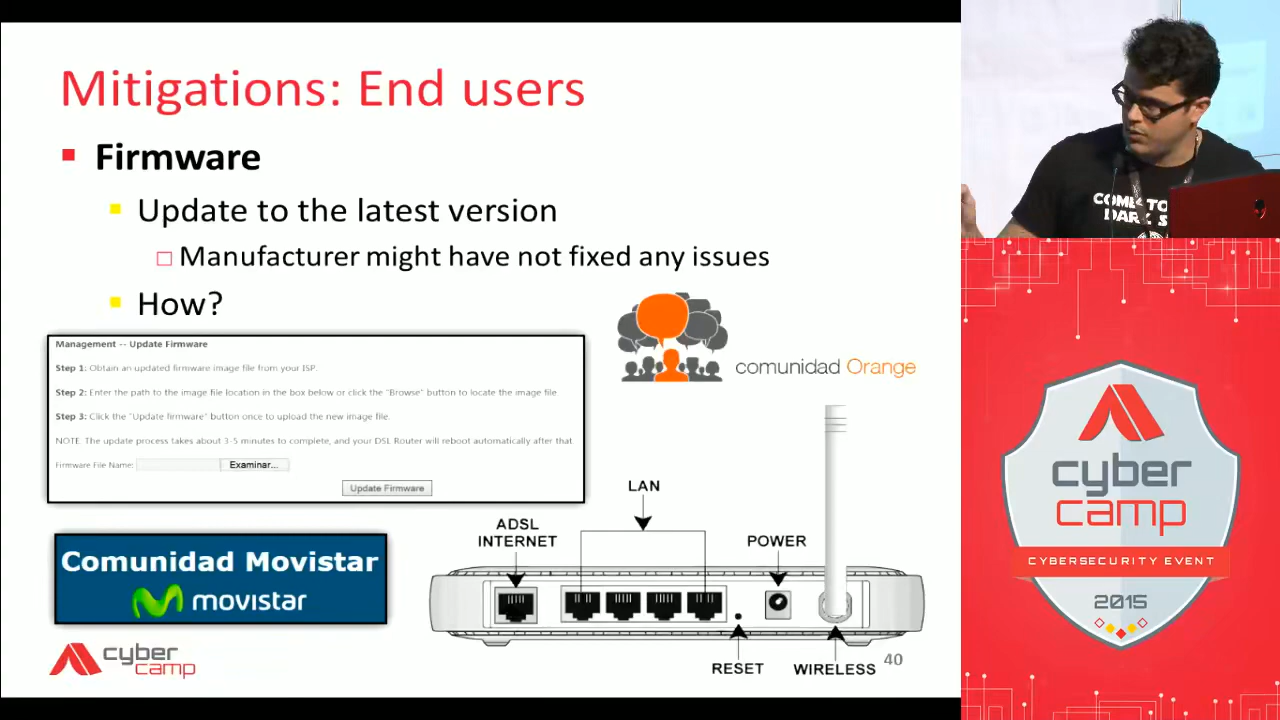 Mitigations: End users
Firmware
Update to the latest version
Manufacturer might have not fixed any issues
How?
Management -- Update Firmware
Step 1: Obtain an updated firmware image file from your ISP.
Step 2: Enter the path to the image file location in the box below or click the "Browse" button to locate the image file.
Step 3: Click the "Update firmware" button once to upload the new image file.
NOTE. The update process takes about 3-5 minutes to complete, and your DSL Router will reboot automatically after that.
Firmware File Name:
Examinar...
Update Firmware
comunidad Orange
Comunidad Movistar
movistar
LAN
ADSL
INTERNET
POWER
RESET
WIRELESS
40
cyber
camp
COME TO
DARK S
cyber
camp
CYBERSECURITY EVENT
2015